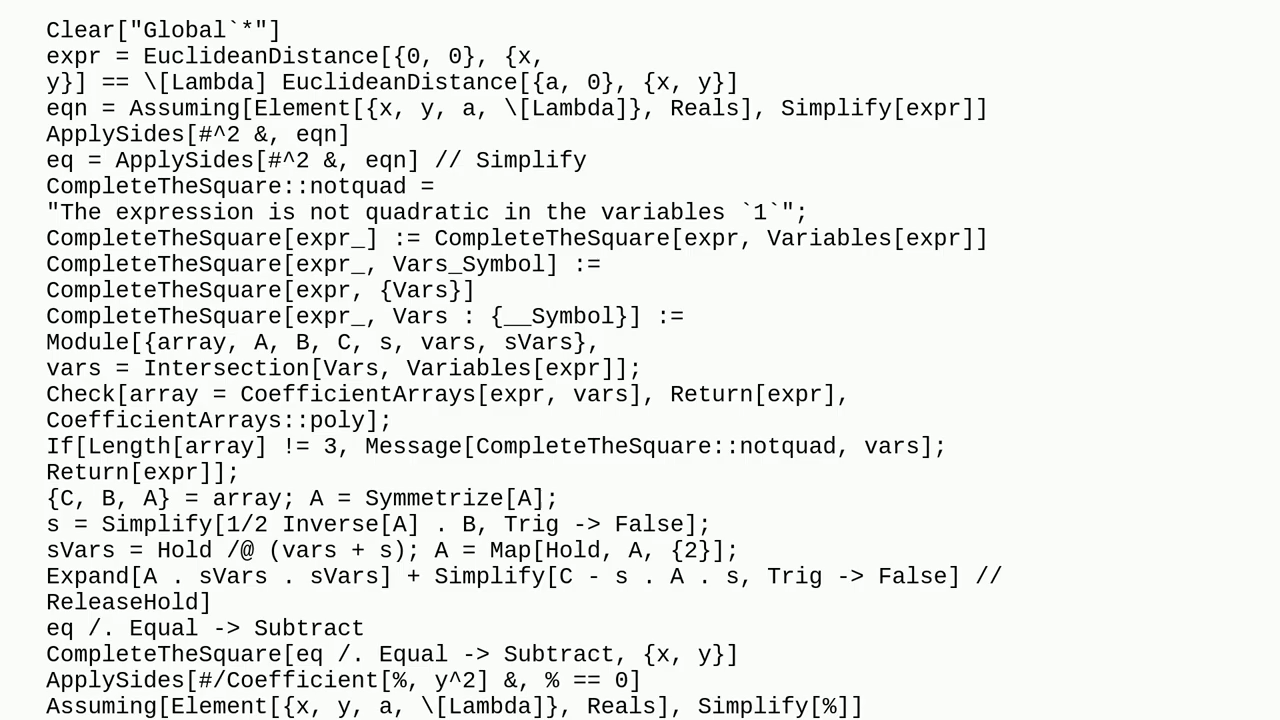 Clear["Global`*"]
expr = EuclideanDistance[{0, 0}, {x,
y}] == \[Lambda] EuclideanDistance[{a, 0}, {x, y}]
eqn = Assuming[Element[{x, y, a, \[Lambda]}, Reals], Simplify[expr]]
ApplySides[#^2 &, eqn]
eq = ApplySides[#^2 &, eqn] // Simplify
CompleteTheSquare::notquad =
"The expression is not quadratic in the variables `1`";
CompleteTheSquare[expr_] := CompleteTheSquare[expr, Variables[expr]]
CompleteTheSquare[expr_, Vars_Symbol] :=
CompleteTheSquare[expr, {Vars}]
CompleteTheSquare[expr_, Vars : {__Symbol}] :=
Module[{array, A, B, C, s, vars, sVars},
vars = Intersection[Vars, Variables[expr]];
Check[array = CoefficientArrays[expr, vars], Return[expr],
CoefficientArrays::poly];
If[Length[array] != 3, Message[CompleteTheSquare::notquad, vars];
Return[expr]];
{C, B, A} = array; A = Symmetrize[A];
s = Simplify[1/2 Inverse[A] . B, Trig -> False];
sVars = Hold /@ (vars + s); A = Map[Hold, A, {2}];
Expand[A . sVars . sVars] + Simplify[C - s . A . s, Trig -> False] //
ReleaseHold]
eq /. Equal -> Subtract
CompleteTheSquare[eq /. Equal -> Subtract, {x, y}]
ApplySides[#/Coefficient[%, y^2] &, % == 0]
Assuming[Element[{x, y, a, \[Lambda]}, Reals], Simplify[%]]